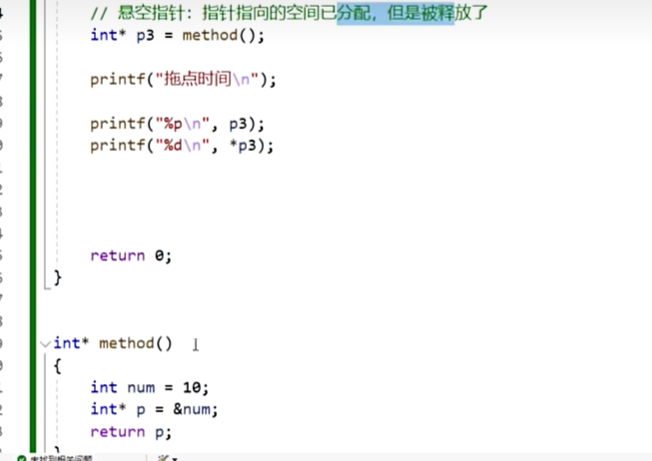 // 悬空指针：指针指向的空间已分配，但是被释放了
int* p3 = method();
printf("拖点时间\n");
printf("%p\n", p3);
printf("%d\n", *p3);
return 0;
}
int* method()
{
int num = 10;
int* p = &num;
return p;
}
未找到相关问题